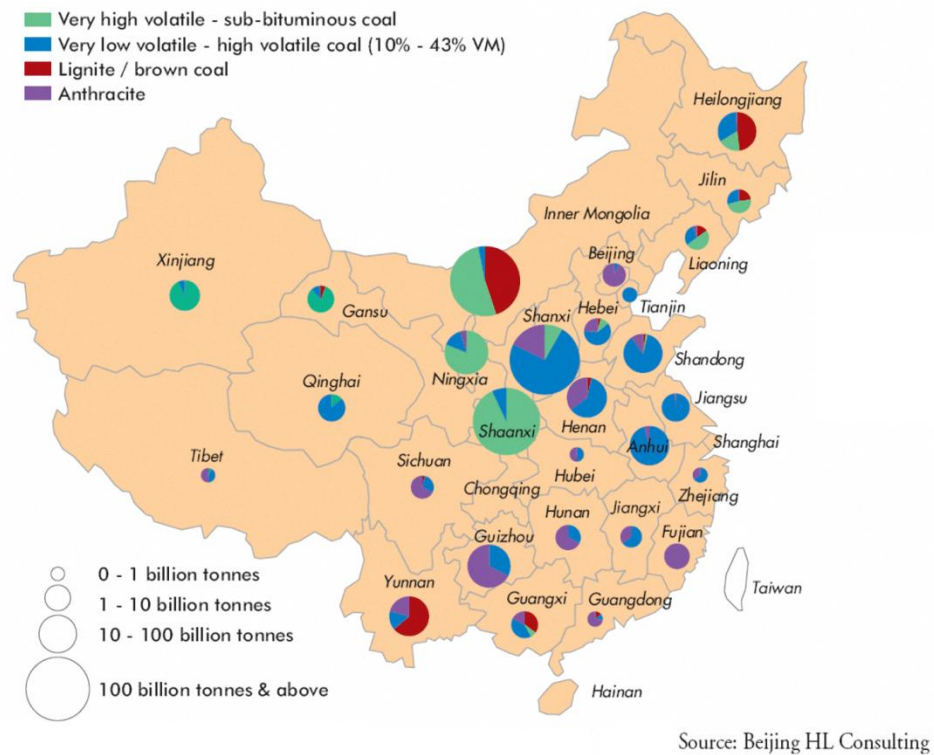 Very high volatile - sub-bituminous coal
Very low volatile - high volatile coal (10% - 43% VM)
Lignite / brown coal
Anthracite
Heilongjiang
Jilin
Inner Mongolia
Liaoning
Beijing
Xinjiang
Gansu
Tianjin
Hebei
Shanxi
Shandong
Ningxia
Qinghai
Jiangsu
Henan
Shaanxi
Anhui
Shanghai
Tibet
Sichuan
Hubei
Chongqing
Zhejiang
Hunan
Jiangxi
Guizhou
Fujian
0 - 1 billion tonnes
1 - 10 billion tonnes
10 - 100 billion tonnes
100 billion tonnes & above
Yunnan
Guangxi
Guangdong
Taiwan
Hainan
Source: Beijing HL Consulting